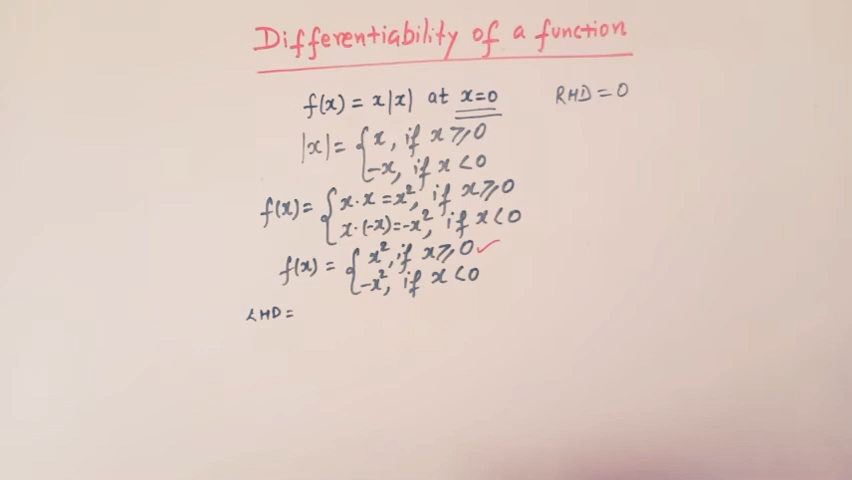 Differentiability of a function
f(x) = x|x| at x=0 RHD = 0
|x| = { x, if x ⩾ 0
-x, if x < 0
f(x) = { x·x = x², if x ⩾ 0
x·(-x) = -x², if x < 0
f(x) = { x², if x ⩾ 0 ✓
-x², if x < 0
LHD =